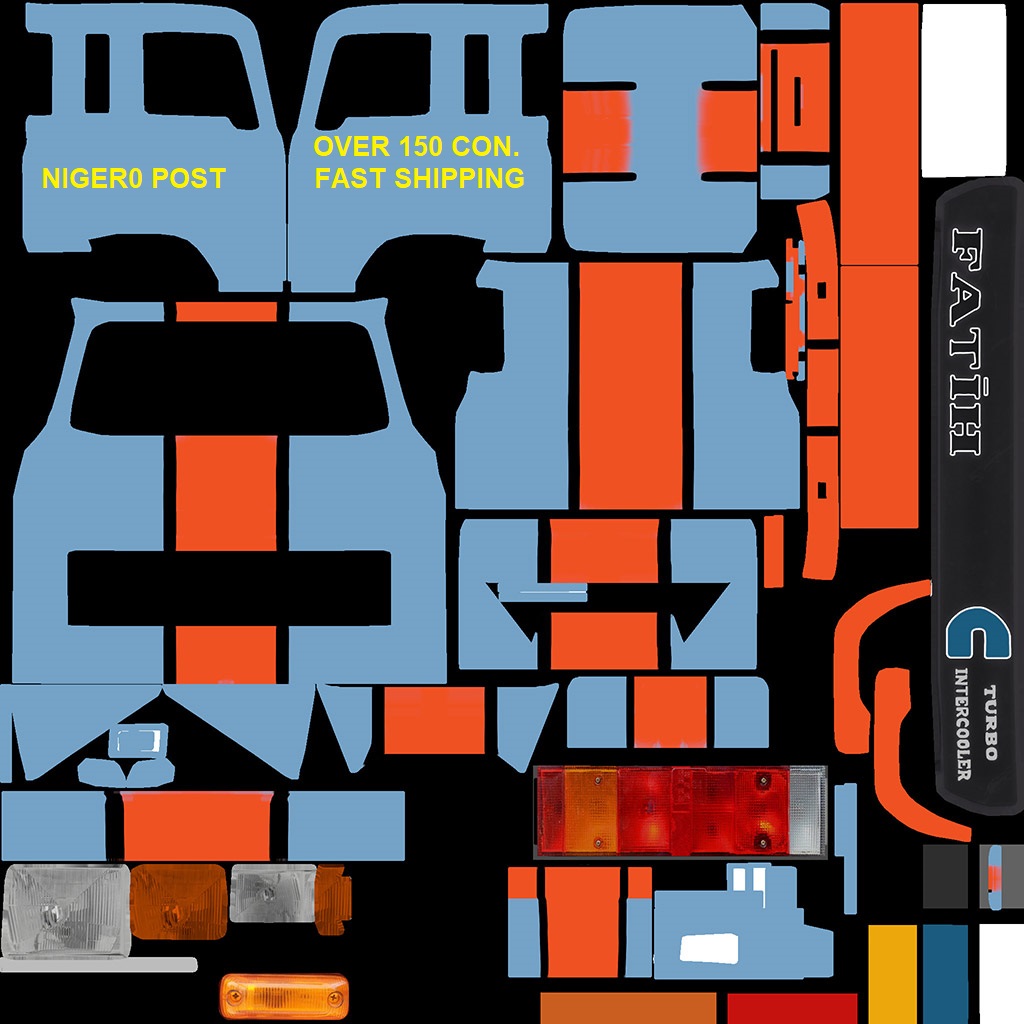 OVER 150 CON.
NIGER0 POST
FAST SHIPPING
FATİH
C
TURBO
INTERCOOLER